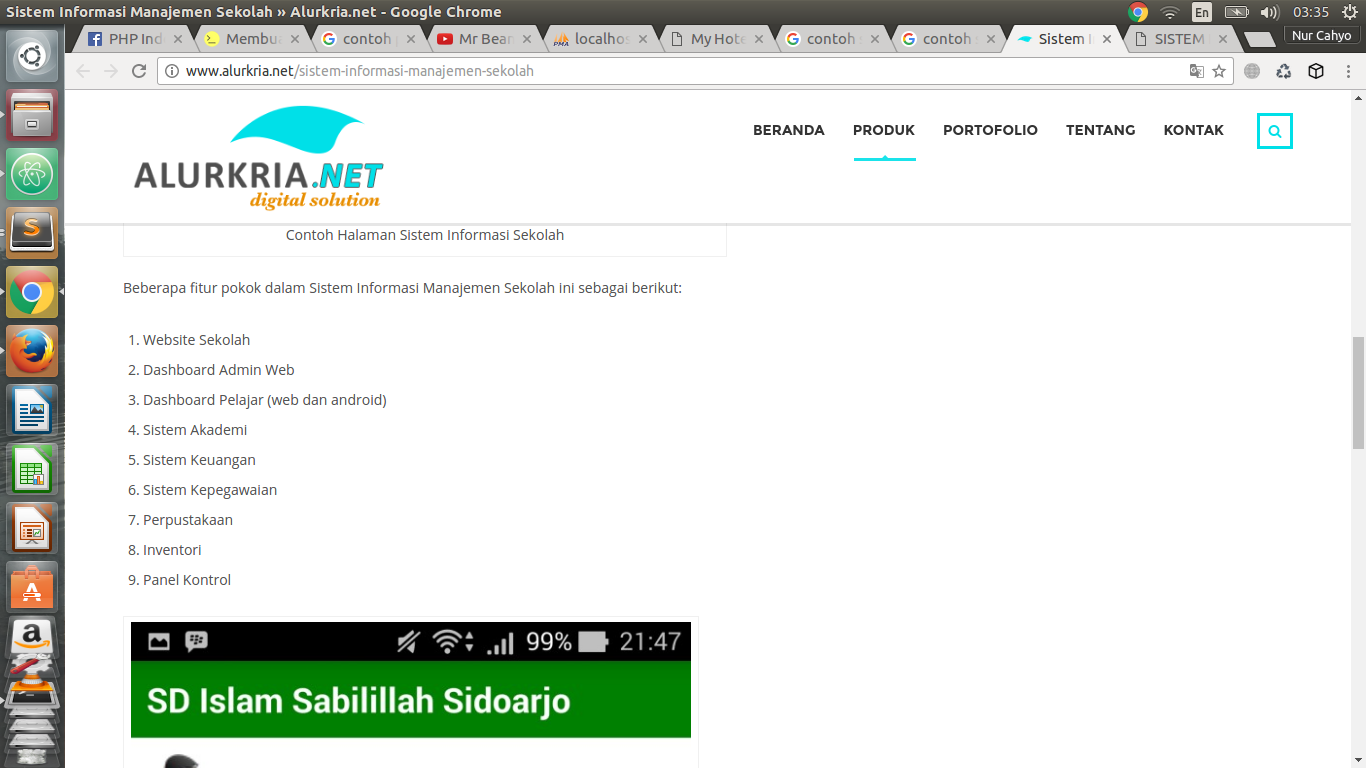 Sistem Informasi Manajemen Sekolah » Alurkria.net - Google Chrome
En
03:35
PHP Ind
Membua
contoh
Mr Bean
localhos
My Hote
contoh
contoh
Sistem I
SISTEM
Nur Cahyo
www.alurkria.net/sistem-informasi-manajemen-sekolah
ALURKRIA.NET
digital solution
BERANDA
PRODUK
PORTOFOLIO
TENTANG
KONTAK
Contoh Halaman Sistem Informasi Sekolah
Beberapa fitur pokok dalam Sistem Informasi Manajemen Sekolah ini sebagai berikut:
1. Website Sekolah
2. Dashboard Admin Web
3. Dashboard Pelajar (web dan android)
4. Sistem Akademi
5. Sistem Keuangan
6. Sistem Kepegawaian
7. Perpustakaan
8. Inventori
9. Panel Kontrol
99% 21:47
SD Islam Sabilillah Sidoarjo